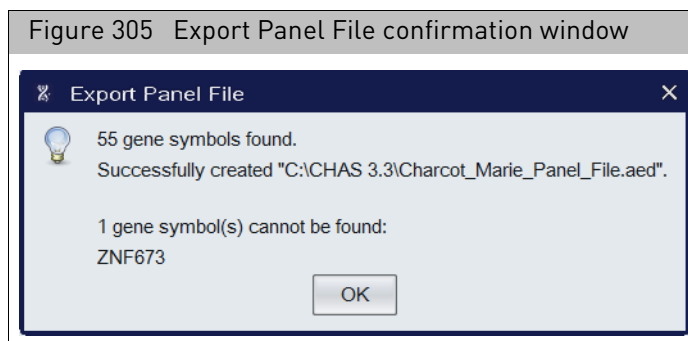 Figure 305 Export Panel File confirmation window
Export Panel File
55 gene symbols found.
Successfully created "C:\CHAS 3.3\Charcot_Marie_Panel_File.aed".
1 gene symbol(s) cannot be found:
ZNF673
OK